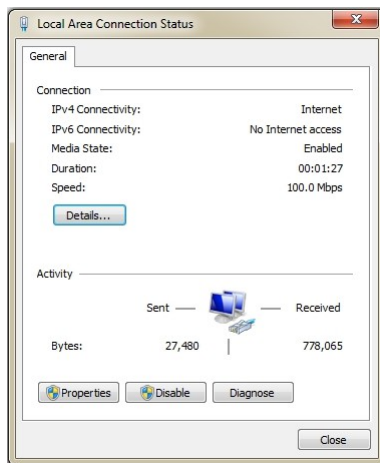 Local Area Connection Status
General
Connection
IPv4 Connectivity: Internet
IPv6 Connectivity: No Internet access
Media State: Enabled
Duration: 00:01:27
Speed: 100.0 Mbps
Details...
Activity
Sent Received
Bytes: 27,480 778,065
Properties Disable Diagnose
Close